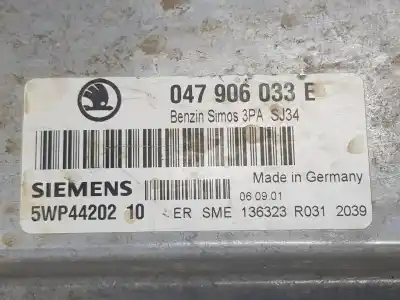 047 906 033 E
Benzin Simos 3PA SJ34
Made in Germany
SIEMENS
06.09.01
5WP44202 10
ER SME 136323 R031 2039